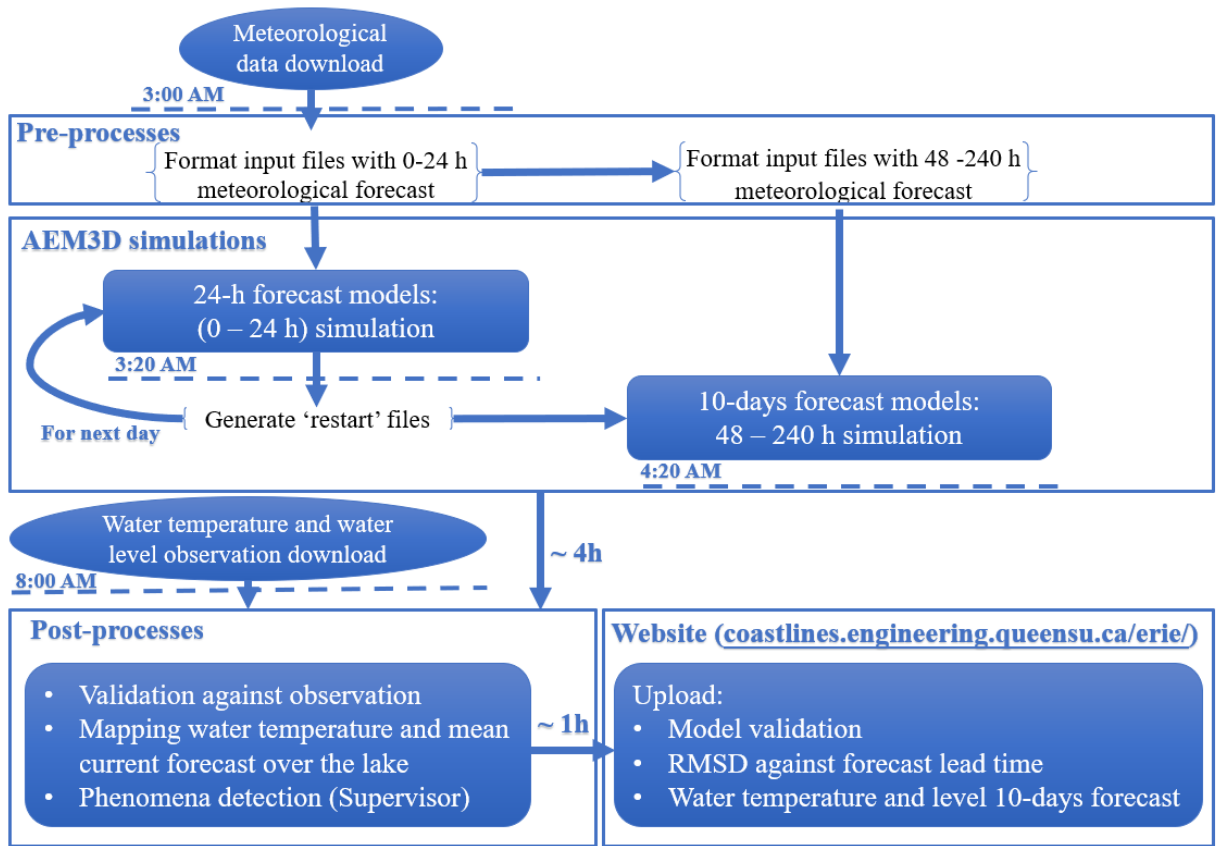 Meteorological
data download
3:00 AM
Pre-processes
Format input files with 0-24 h
meteorological forecast
Format input files with 48 -240 h
meteorological forecast
AEM3D simulations
24-h forecast models:
(0 – 24 h) simulation
3:20 AM
Generate ‘restart’ files
For next day
10-days forecast models:
48 – 240 h simulation
4:20 AM
Water temperature and water
level observation download
~ 4h
8:00 AM
Post-processes
• Validation against observation
• Mapping water temperature and mean
current forecast over the lake
• Phenomena detection (Supervisor)
~ 1h
Website (coastlines.engineering.queensu.ca/erie/)
Upload:
• Model validation
• RMSD against forecast lead time
• Water temperature and level 10-days forecast